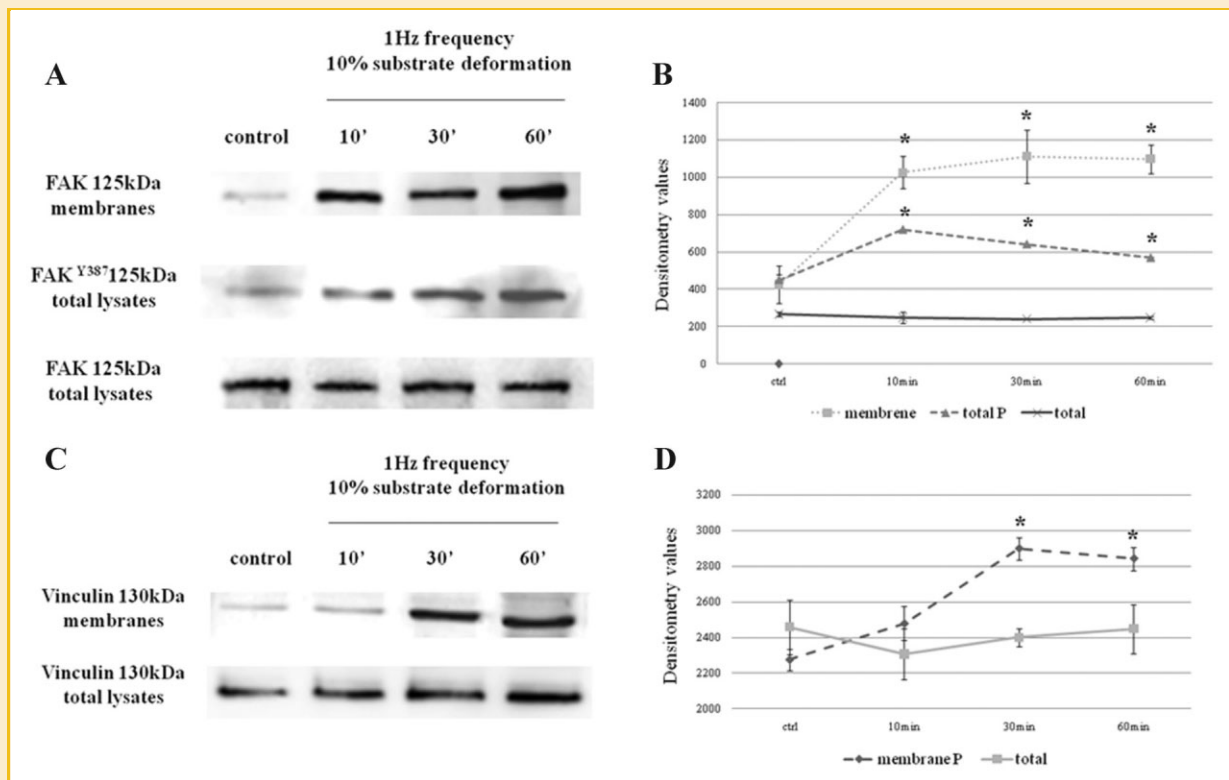 A
1Hz frequency
10% substrate deformation
control 10’ 30’ 60’
FAK 125kDa
membranes
FAK Y387125kDa
total lysates
FAK 125kDa
total lysates
B
Densitometry values
1400
1200
1000
800
600
400
200
0
* * *
* * *
ctrl 10min 30min 60min
membrene total P total
C
1Hz frequency
10% substrate deformation
control 10’ 30’ 60’
Vinculin 130kDa
membranes
Vinculin 130kDa
total lysates
D
Densitometry values
3200
3000
2800
2600
2400
2200
2000
* *
ctrl 10min 30min 60min
membrane P total